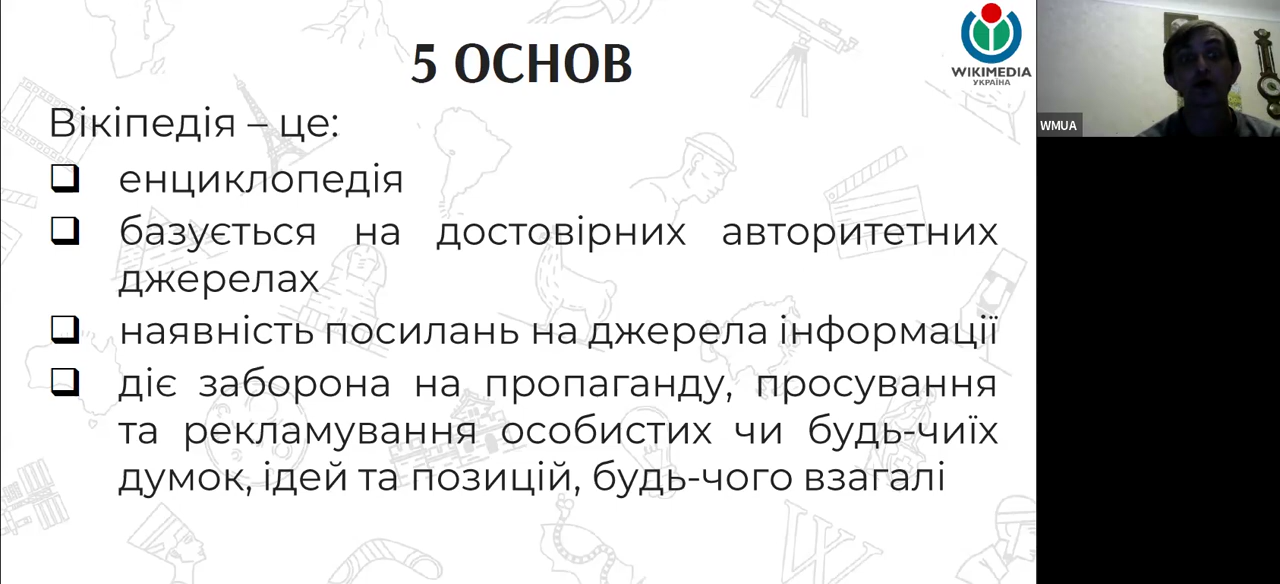 5 ОСНОВ
WIKIMEDIA
УКРАЇНА
WMUA
Вікіпедія – це:
енциклопедія
базується на достовірних авторитетних
джерелах
наявність посилань на джерела інформації
діє заборона на пропаганду, просування
та рекламування особистих чи будь-чиїх
думок, ідей та позицій, будь-чого взагалі